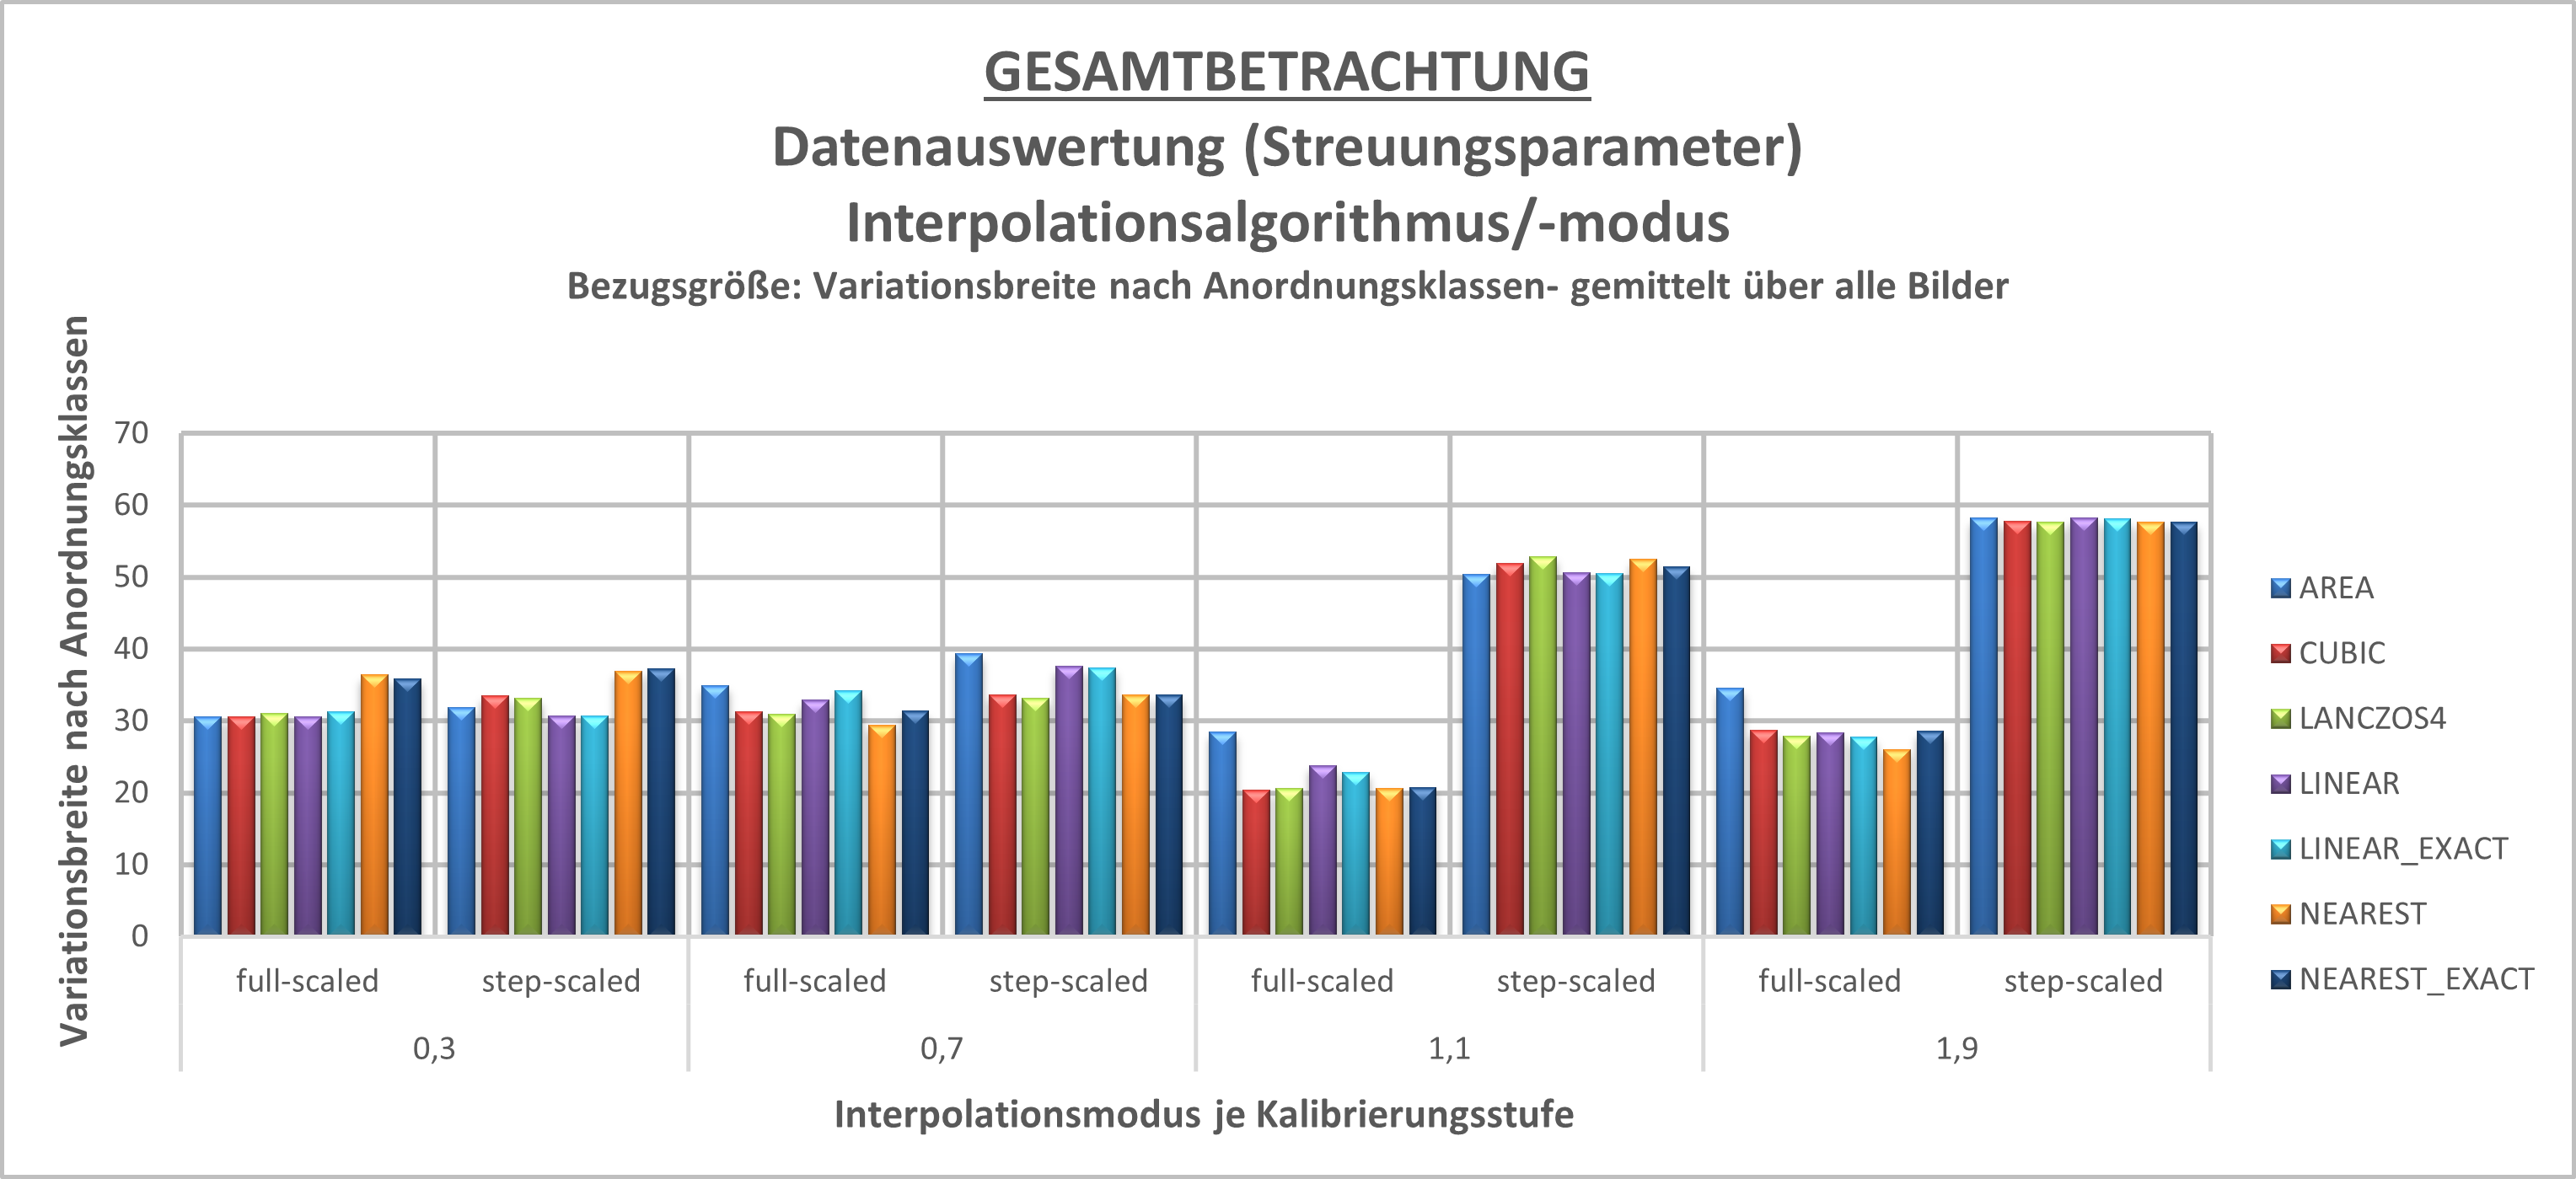 GESAMTBETRACHTUNG
Datenauswertung (Streuungsparameter)
Interpolationsalgorithmus/-modus
Bezugsgröße: Variationsbreite nach Anordnungsklassen- gemittelt über alle Bilder
Variationsbreite nach Anordnungsklassen
70
60
50
40
30
20
10
0
full-scaled step-scaled full-scaled step-scaled full-scaled step-scaled full-scaled step-scaled
0,3 0,7 1,1 1,9
Interpolationsmodus je Kalibrierungsstufe
AREA
CUBIC
LANCZOS4
LINEAR
LINEAR_EXACT
NEAREST
NEAREST_EXACT